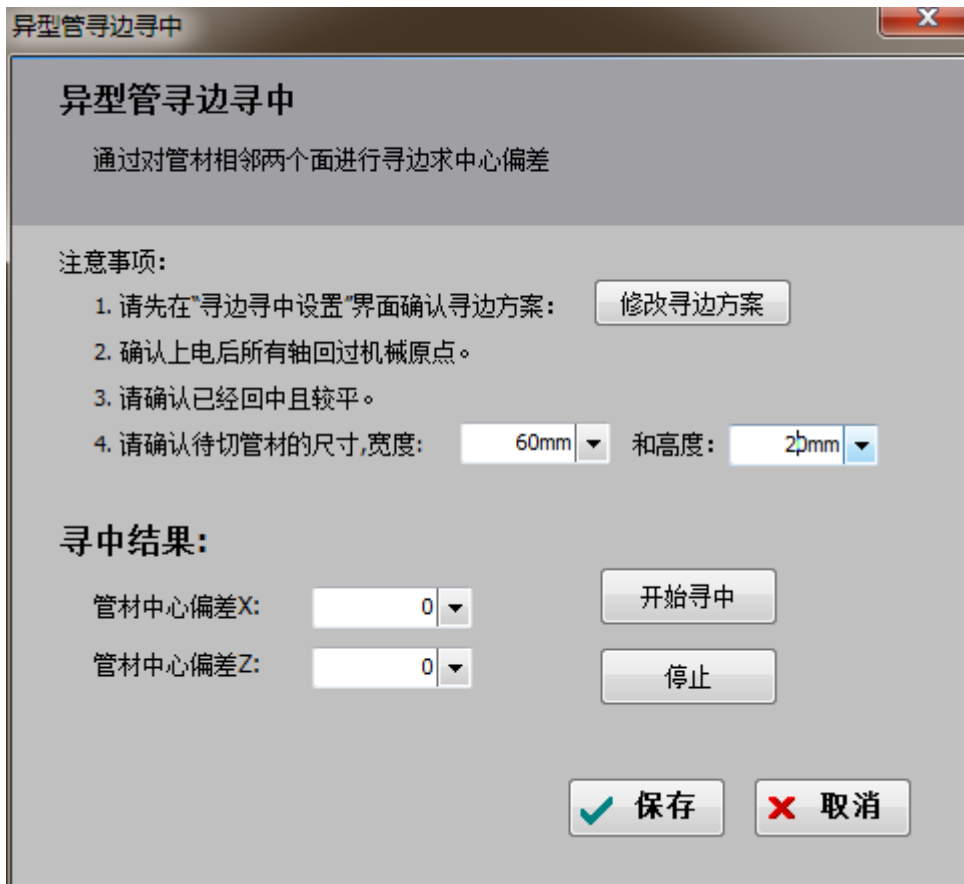 异型管寻边寻中
异型管寻边寻中
通过对管材相邻两个面进行寻边求中心偏差
注意事项:
1. 请先在"寻边寻中设置"界面确认寻边方案: 修改寻边方案
2. 确认上电后所有轴回过机械原点。
3. 请确认已经回中且较平。
4. 请确认待切管材的尺寸,宽度: 60mm 和高度: 20mm
寻中结果:
管材中心偏差X: 0 开始寻中
管材中心偏差Z: 0 停止
保存 取消